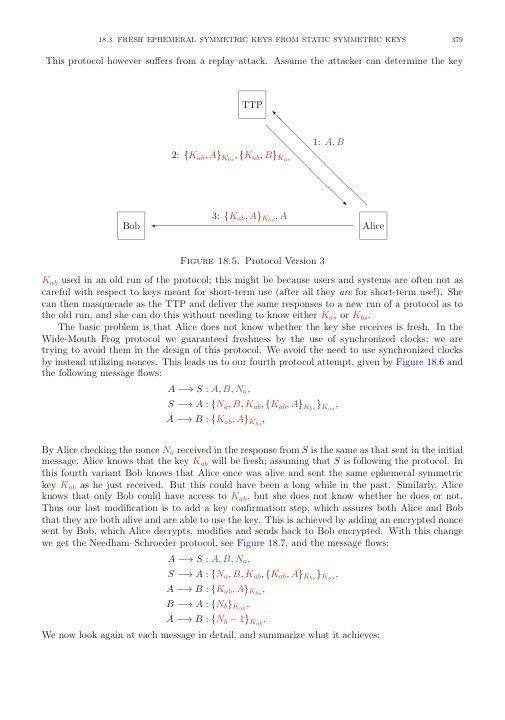 18.3. FRESH EPHEMERAL SYMMETRIC KEYS FROM STATIC SYMMETRIC KEYS 379
This protocol however suffers from a replay attack. Assume the attacker can determine the key
TTP
1: A, B
2: {K_{ab}, A}_{K_{bs}}, {K_{ab}, B}_{K_{as}}
3: {K_{ab}, A}_{K_{bs}}, A
Bob
Alice
FIGURE 18.5. Protocol Version 3
K_{ab} used in an old run of the protocol; this might be because users and systems are often not as
careful with respect to keys meant for short-term use (after all they are for short-term use!). She
can then masquerade as the TTP and deliver the same responses to a new run of a protocol as to
the old run, and she can do this without needing to know either K_{as} or K_{bs}.
The basic problem is that Alice does not know whether the key she receives is fresh. In the
Wide-Mouth Frog protocol we guaranteed freshness by the use of synchronized clocks; we are
trying to avoid them in the design of this protocol. We avoid the need to use synchronized clocks
by instead utilizing nonces. This leads us to our fourth protocol attempt, given by Figure 18.6 and
the following message flows:
A ⟶ S : A, B, N_a,
S ⟶ A : {N_a, B, K_{ab}, {K_{ab}, A}_{K_{bs}}}_{K_{as}},
A ⟶ B : {K_{ab}, A}_{K_{bs}},
By Alice checking the nonce N_a received in the response from S is the same as that sent in the initial
message, Alice knows that the key K_{ab} will be fresh; assuming that S is following the protocol. In
this fourth variant Bob knows that Alice once was alive and sent the same ephemeral symmetric
key K_{ab} as he just received. But this could have been a long while in the past. Similarly, Alice
knows that only Bob could have access to K_{ab}, but she does not know whether he does or not.
Thus our last modification is to add a key confirmation step, which assures both Alice and Bob
that they are both alive and are able to use the key. This is achieved by adding an encrypted nonce
sent by Bob, which Alice decrypts, modifies and sends back to Bob encrypted. With this change
we get the Needham–Schroeder protocol, see Figure 18.7, and the message flows:
A ⟶ S : A, B, N_a,
S ⟶ A : {N_a, B, K_{ab}, {K_{ab}, A}_{K_{bs}}}_{K_{as}},
A ⟶ B : {K_{ab}, A}_{K_{bs}},
B ⟶ A : {N_b}_{K_{ab}},
A ⟶ B : {N_b − 1}_{K_{ab}}.
We now look again at each message in detail, and summarize what it achieves: